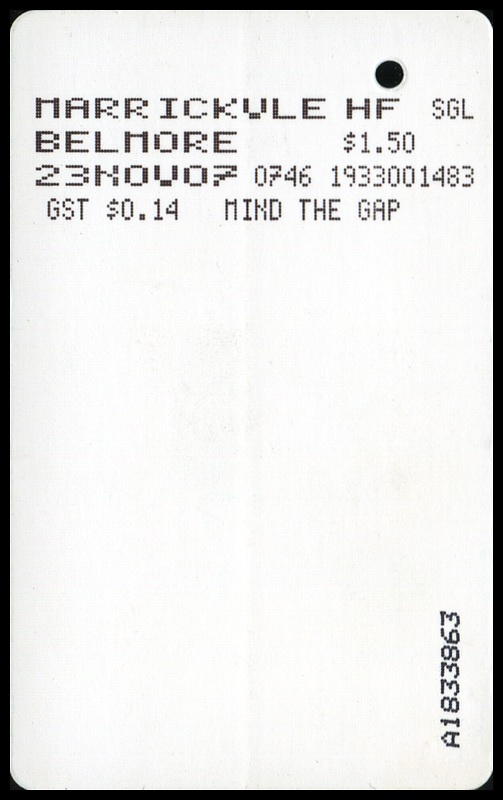 MARRICKVLE HF SGL
BELMORE $1.50
23NOV07 0746 1933001483
GST $0.14 MIND THE GAP
A1833863